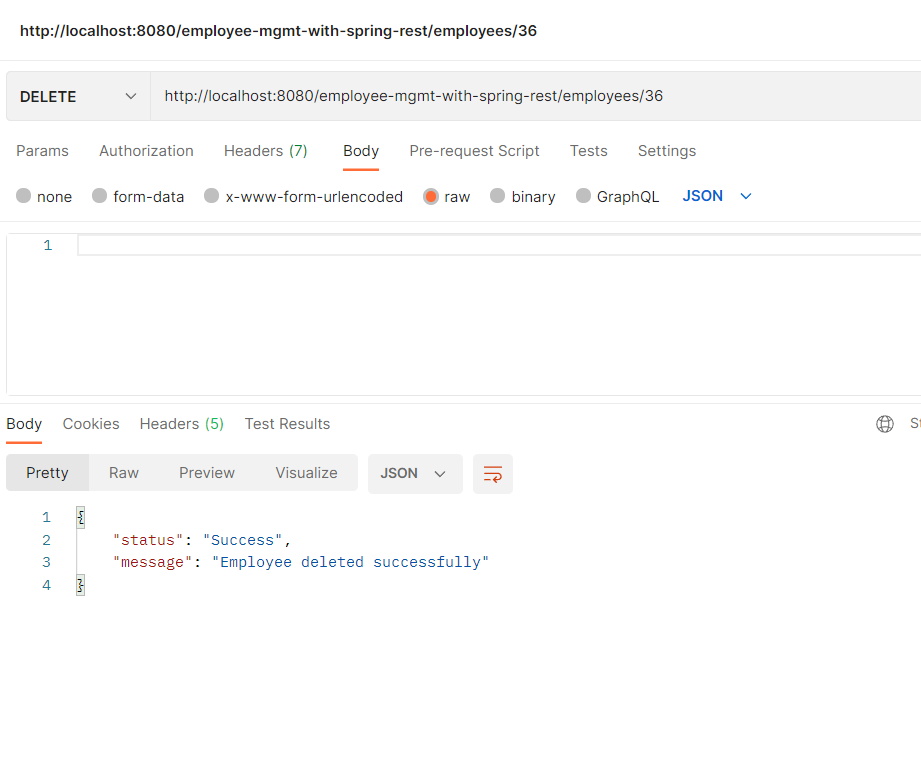 http://localhost:8080/employee-mgmt-with-spring-rest/employees/36
DELETE http://localhost:8080/employee-mgmt-with-spring-rest/employees/36
Params Authorization Headers (7) Body Pre-request Script Tests Settings
none form-data x-www-form-urlencoded raw binary GraphQL JSON
1
Body Cookies Headers (5) Test Results
Pretty Raw Preview Visualize JSON
1 {
2 "status": "Success",
3 "message": "Employee deleted successfully"
4 }